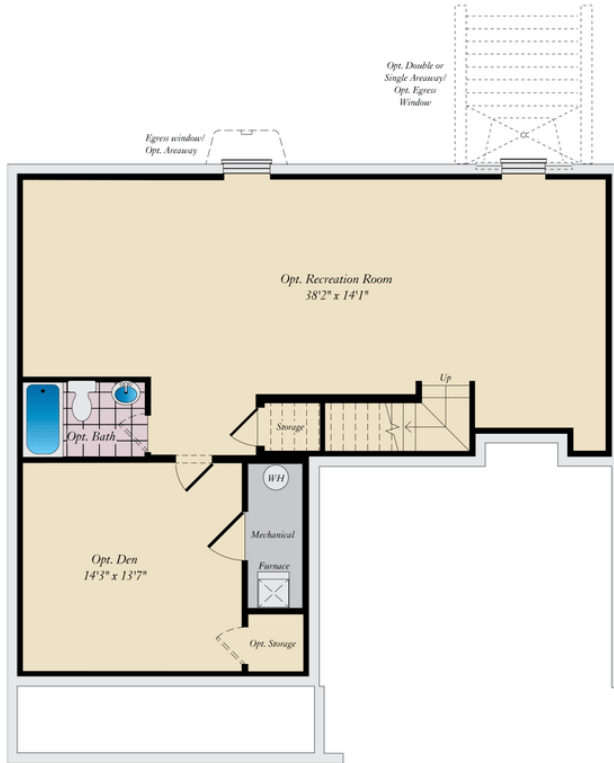 Opt. Double or
Single Areaway/
Opt. Egress
Window
Egress window/
Opt. Areaway
Opt. Recreation Room
38'2" x 14'1"
Up
Opt. Bath
Storage
WH
Mechanical
Furnace
Opt. Den
14'3" x 13'7"
Opt. Storage